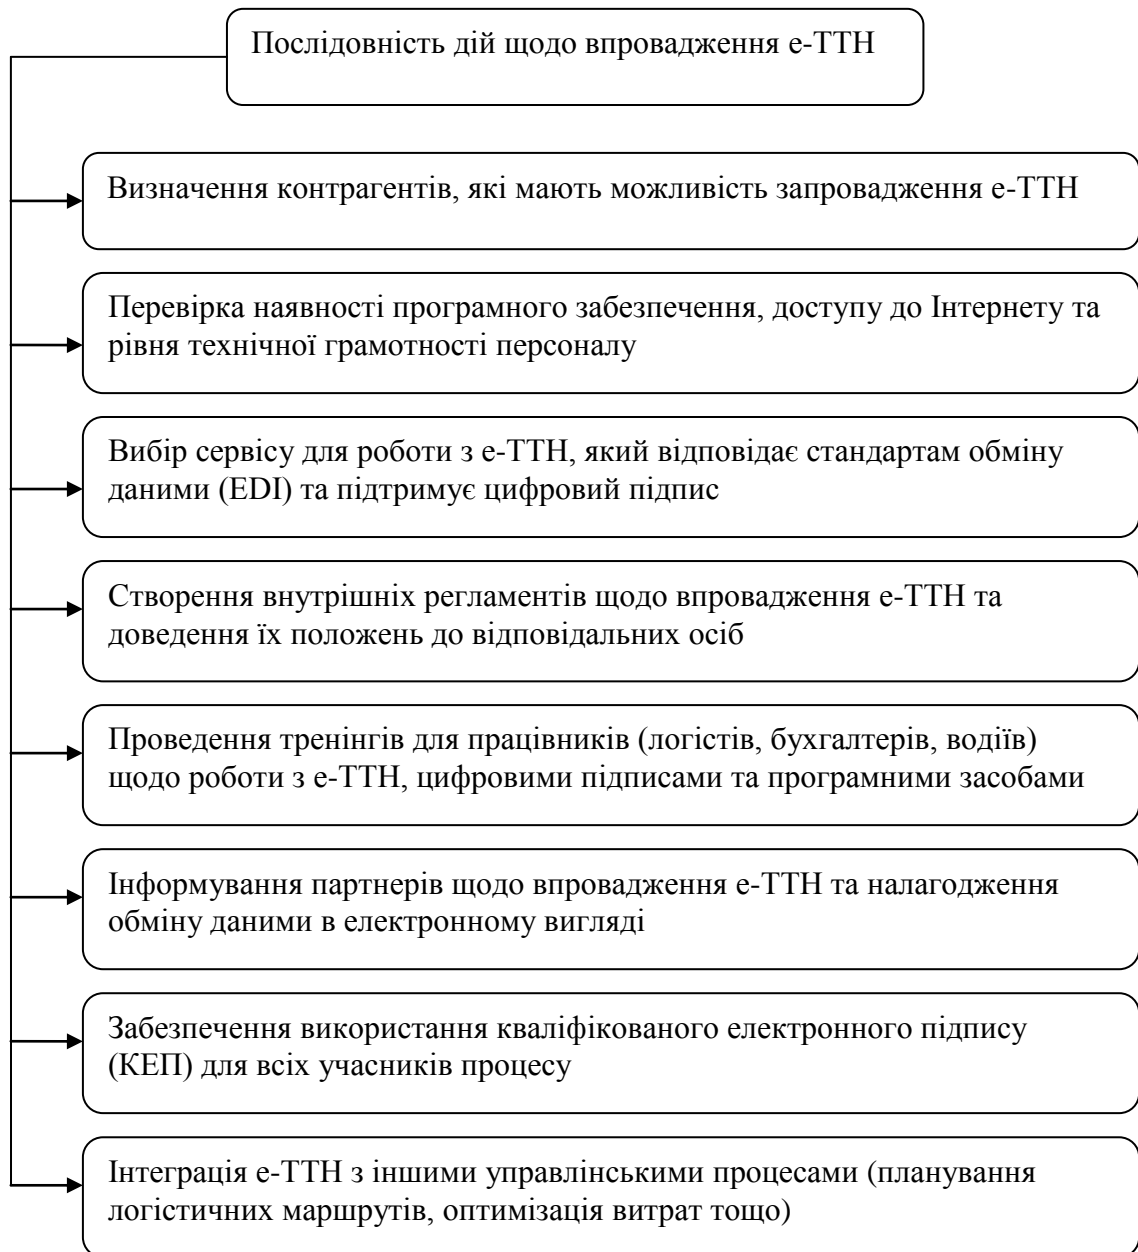 Послідовність дій щодо впровадження е-ТТН
Визначення контрагентів, які мають можливість запровадження е-ТТН
Перевірка наявності програмного забезпечення, доступу до Інтернету та
рівня технічної грамотності персоналу
Вибір сервісу для роботи з е-ТТН, який відповідає стандартам обміну
даними (EDI) та підтримує цифровий підпис
Створення внутрішніх регламентів щодо впровадження е-ТТН та
доведення їх положень до відповідальних осіб
Проведення тренінгів для працівників (логістів, бухгалтерів, водіїв)
щодо роботи з е-ТТН, цифровими підписами та програмними засобами
Інформування партнерів щодо впровадження е-ТТН та налагодження
обміну даними в електронному вигляді
Забезпечення використання кваліфікованого електронного підпису
(КЕП) для всіх учасників процесу
Інтеграція е-ТТН з іншими управлінськими процесами (планування
логістичних маршрутів, оптимізація витрат тощо)